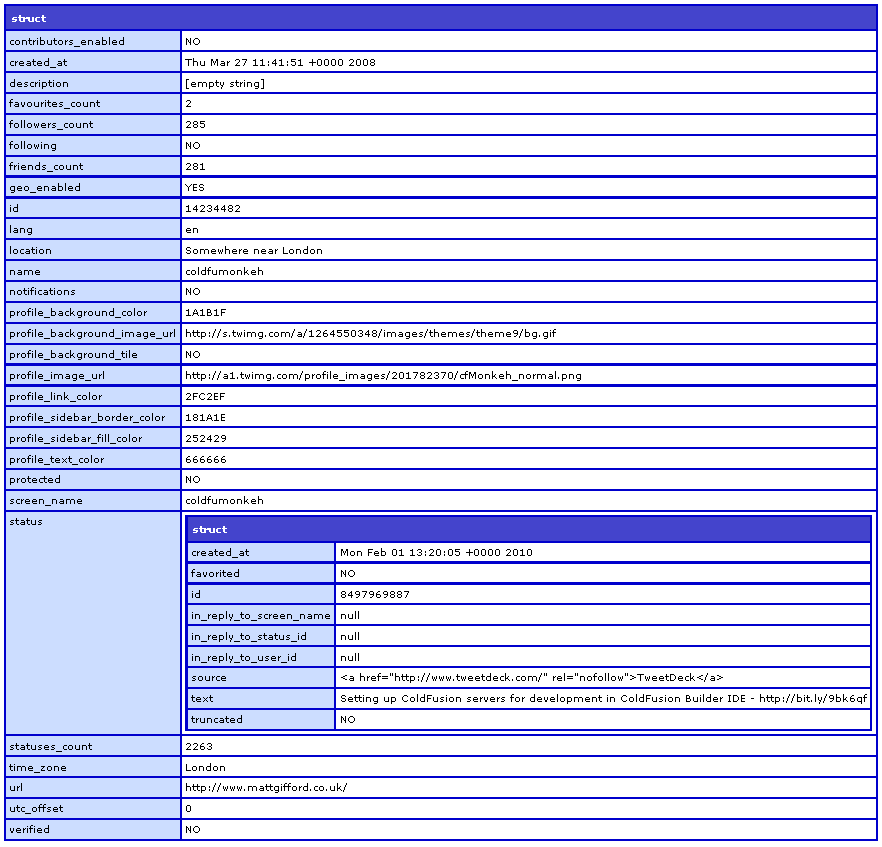 struct
contributors_enabled NO
created_at Thu Mar 27 11:41:51 +0000 2008
description [empty string]
favourites_count 2
followers_count 285
following NO
friends_count 281
geo_enabled YES
id 14234482
lang en
location Somewhere near London
name coldfumonkeh
notifications NO
profile_background_color 1A1B1F
profile_background_image_url http://s.twimg.com/a/1264550348/images/themes/theme9/bg.gif
profile_background_tile NO
profile_image_url http://a1.twimg.com/profile_images/201782370/cfMonkeh_normal.png
profile_link_color 2FC2EF
profile_sidebar_border_color 181A1E
profile_sidebar_fill_color 252429
profile_text_color 666666
protected NO
screen_name coldfumonkeh
status
struct
created_at Mon Feb 01 13:20:05 +0000 2010
favorited NO
id 8497969887
in_reply_to_screen_name null
in_reply_to_status_id null
in_reply_to_user_id null
source <a href="http://www.tweetdeck.com/" rel="nofollow">TweetDeck</a>
text Setting up ColdFusion servers for development in ColdFusion Builder IDE - http://bit.ly/9bk6qf
truncated NO
statuses_count 2263
time_zone London
url http://www.mattgifford.co.uk/
utc_offset 0
verified NO